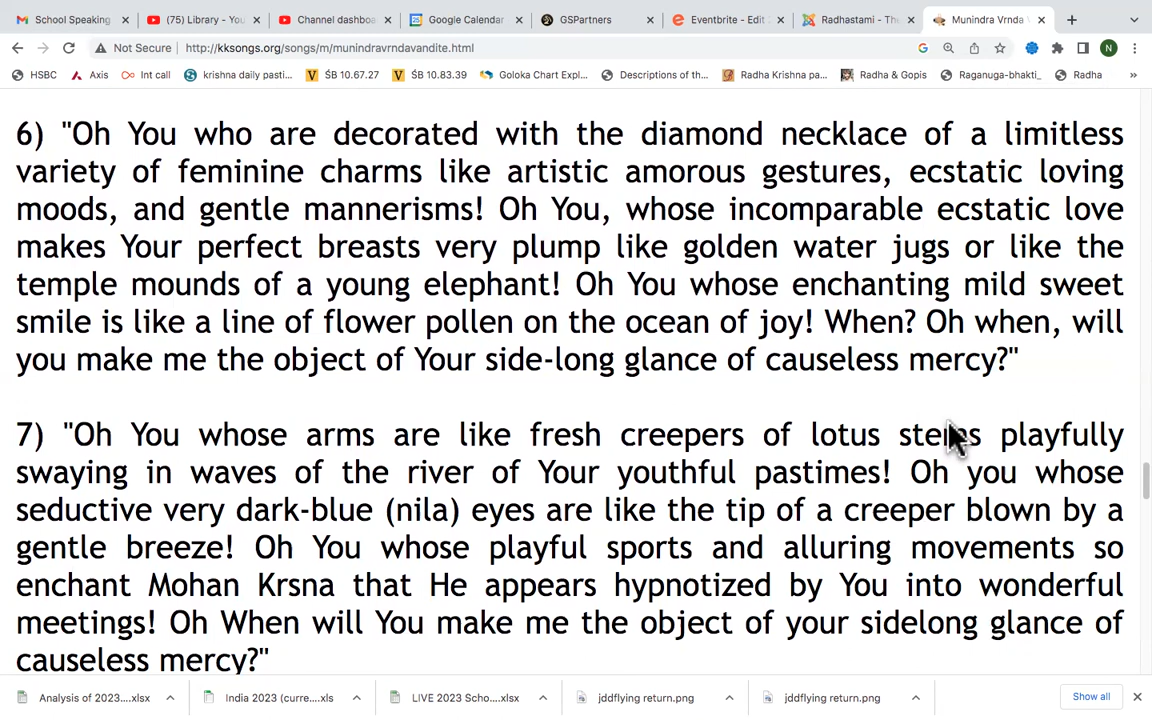 School Speaking
(75) Library - You
Channel dashboa
Google Calendar
GSPartners
Eventbrite - Edit
Radhastami - The
Munindra Vrnda
Not Secure http://kksongs.org/songs/m/munindravrndavandite.html
N
HSBC
Axis
Int call
krishna daily pasti...
ŚB 10.67.27
ŚB 10.83.39
Goloka Chart Expl...
Descriptions of th...
Radha Krishna pa...
Radha & Gopis
Raganuga-bhakti_
Radha
»
6) "Oh You who are decorated with the diamond necklace of a limitless
variety of feminine charms like artistic amorous gestures, ecstatic loving
moods, and gentle mannerisms! Oh You, whose incomparable ecstatic love
makes Your perfect breasts very plump like golden water jugs or like the
temple mounds of a young elephant! Oh You whose enchanting mild sweet
smile is like a line of flower pollen on the ocean of joy! When? Oh when, will
you make me the object of Your side-long glance of causeless mercy?"
7) "Oh You whose arms are like fresh creepers of lotus stems playfully
swaying in waves of the river of Your youthful pastimes! Oh you whose
seductive very dark-blue (nila) eyes are like the tip of a creeper blown by a
gentle breeze! Oh You whose playful sports and alluring movements so
enchant Mohan Krsna that He appears hypnotized by You into wonderful
meetings! Oh When will You make me the object of your sidelong glance of
causeless mercy?"
Analysis of 2023....xlsx
India 2023 (curre....xls
LIVE 2023 Scho....xlsx
jddflying return.png
jddflying return.png
Show all